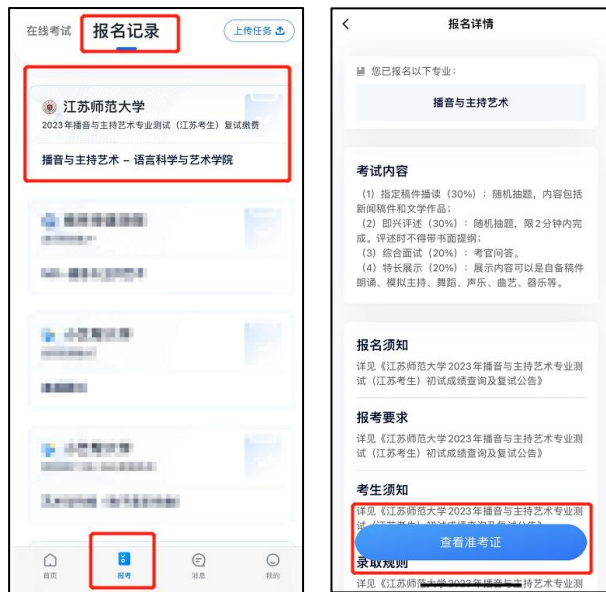 在线考试 报名记录 上传任务
江苏师范大学
2023年播音与主持艺术专业测试（江苏考生）复试缴费
播音与主持艺术 – 语言科学与艺术学院
首页 报考 消息 我的
报名详情
您已报名以下专业：
播音与主持艺术
考试内容
（1）指定稿件播读（30%）：随机抽题，内容包括
新闻稿件和文学作品；
（2）即兴评述（30%）：随机抽题，限2分钟内完
成。评述时不得带书面提纲；
（3）综合面试（20%）：考官问答。
（4）特长展示（20%）：展示内容可以是自备稿件
朗诵、模拟主持、舞蹈、声乐、曲艺、器乐等。
报名须知
详见《江苏师范大学2023年播音与主持艺术专业测
试（江苏考生）初试成绩查询及复试公告》
报考要求
详见《江苏师范大学2023年播音与主持艺术专业测
试（江苏考生）初试成绩查询及复试公告》
考生须知
详见《江苏师范大学2023年播音与主持艺术专业测
试（江苏考生）初试成绩查询及复试公告》
查看准考证
录取规则
详见《江苏师范大学2023年播音与主持艺术专业测